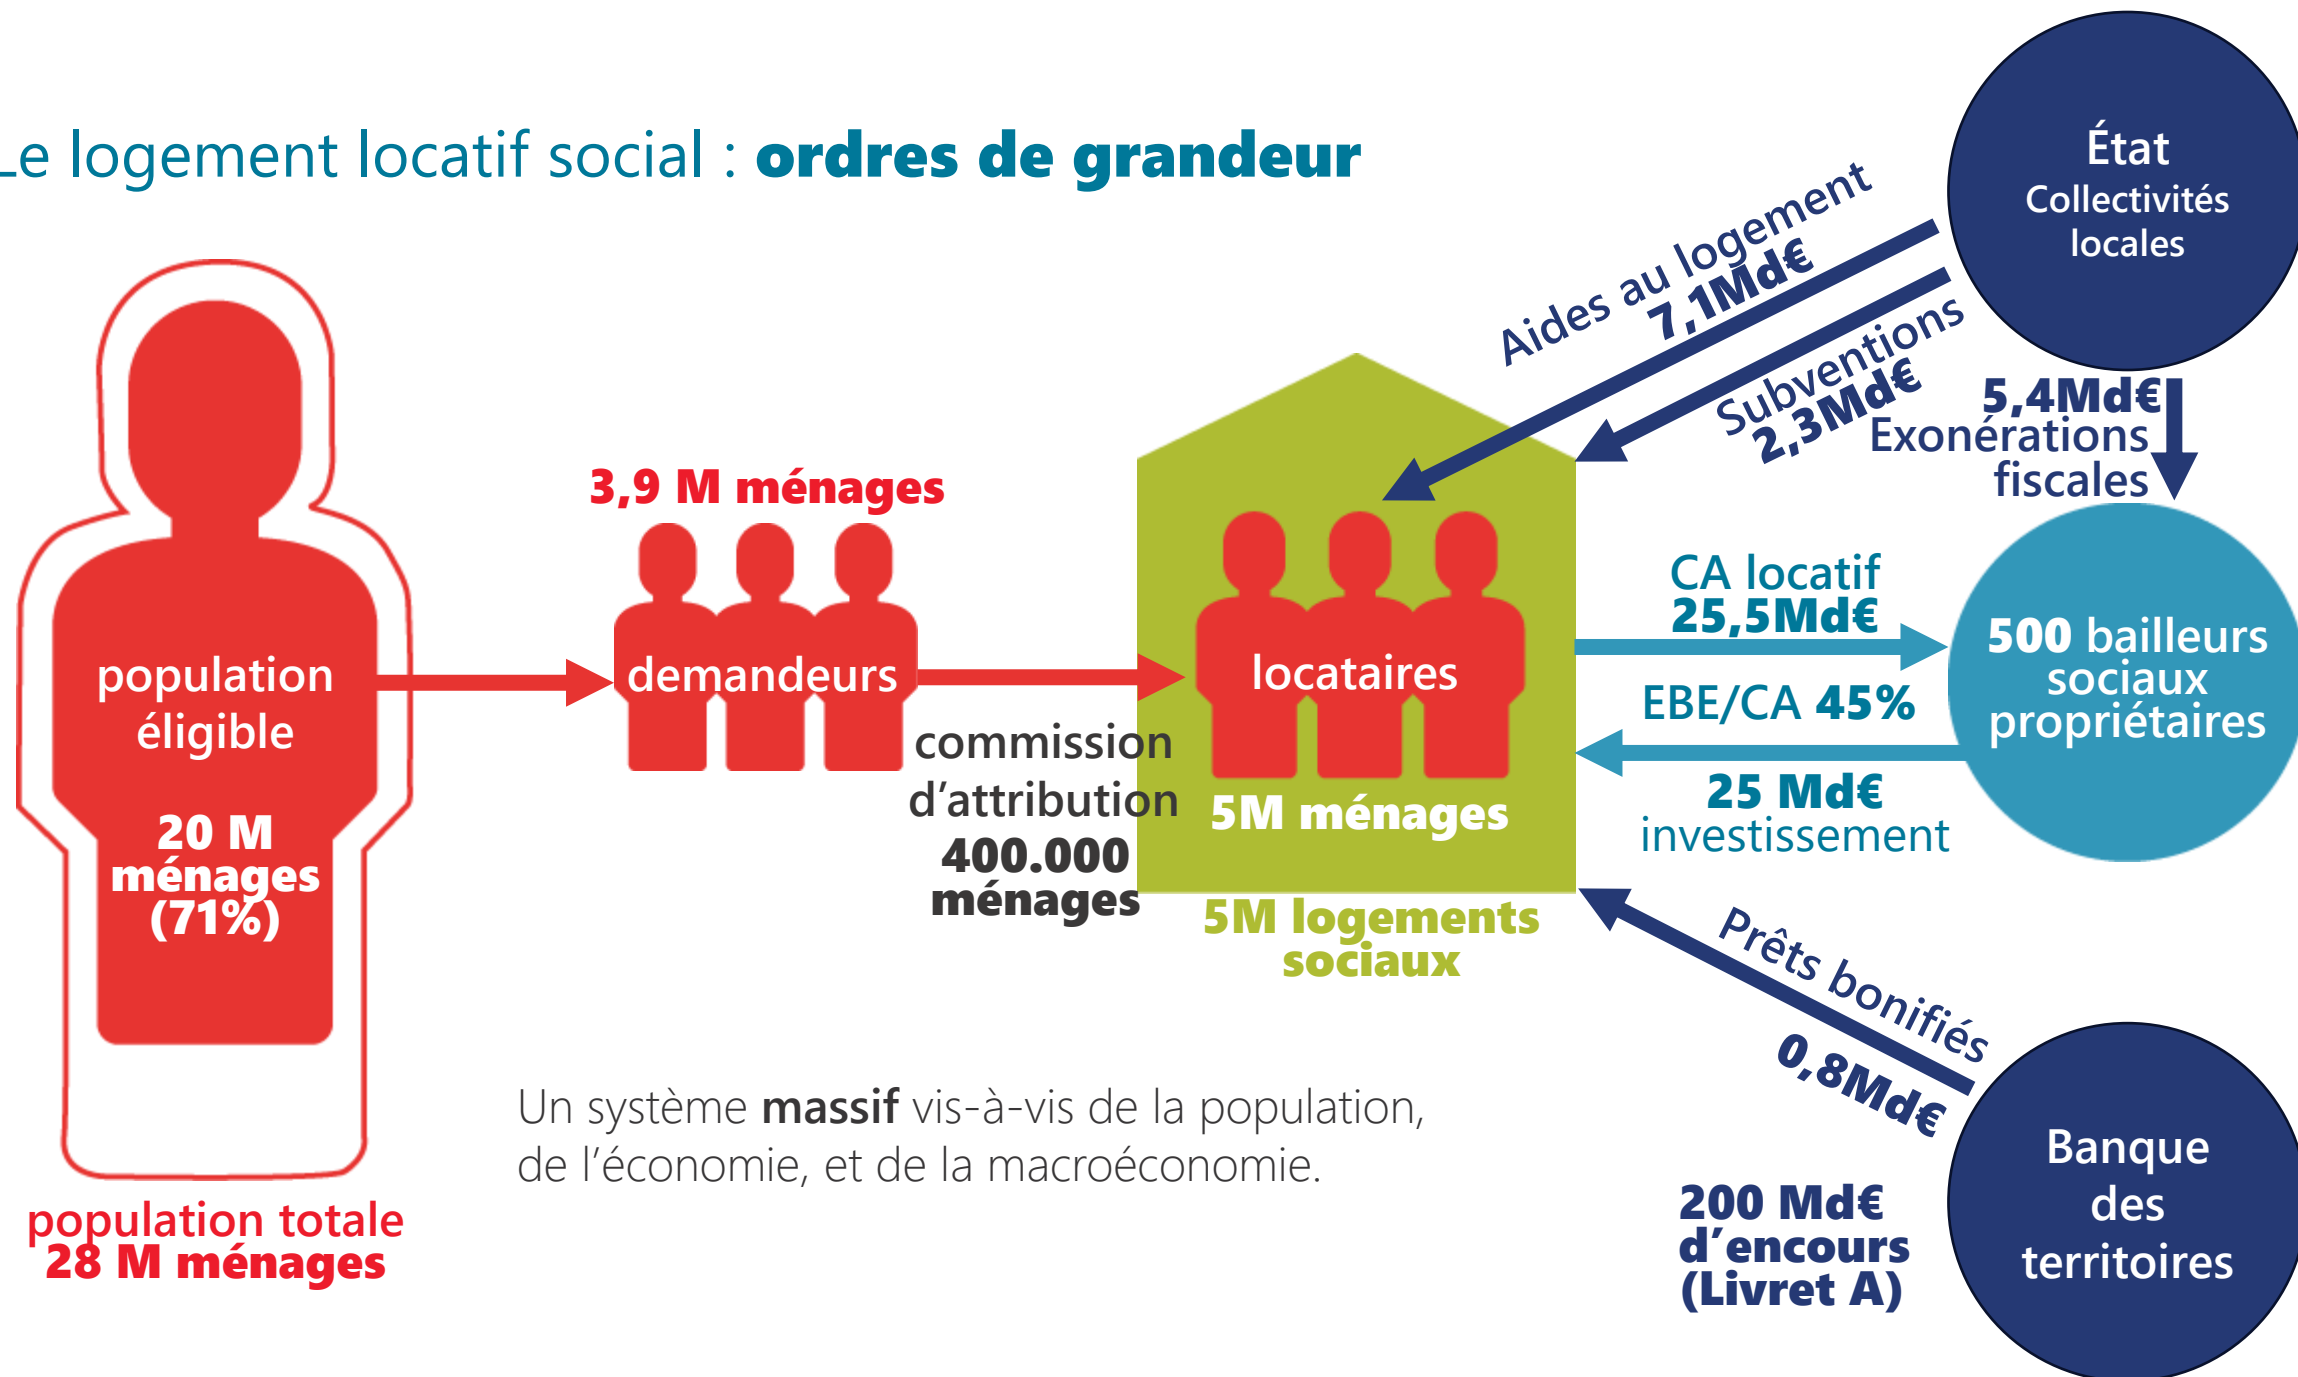 Le logement locatif social : ordres de grandeur
État
Collectivités
locales
Aides au logement
7,1Md€
Subventions
2,3Md€
5,4Md€
Exonérations
fiscales
3,9 M ménages
population
éligible
20 M
ménages
(71%)
demandeurs
commission
d’attribution
400.000
ménages
locataires
5M ménages
5M logements
sociaux
CA locatif
25,5Md€
EBE/CA 45%
25 Md€
investissement
500 bailleurs
sociaux
propriétaires
Prêts bonifiés
0,8Md€
Un système massif vis-à-vis de la population,
de l’économie, et de la macroéconomie.
population totale
28 M ménages
200 Md€
d’encours
(Livret A)
Banque
des
territoires